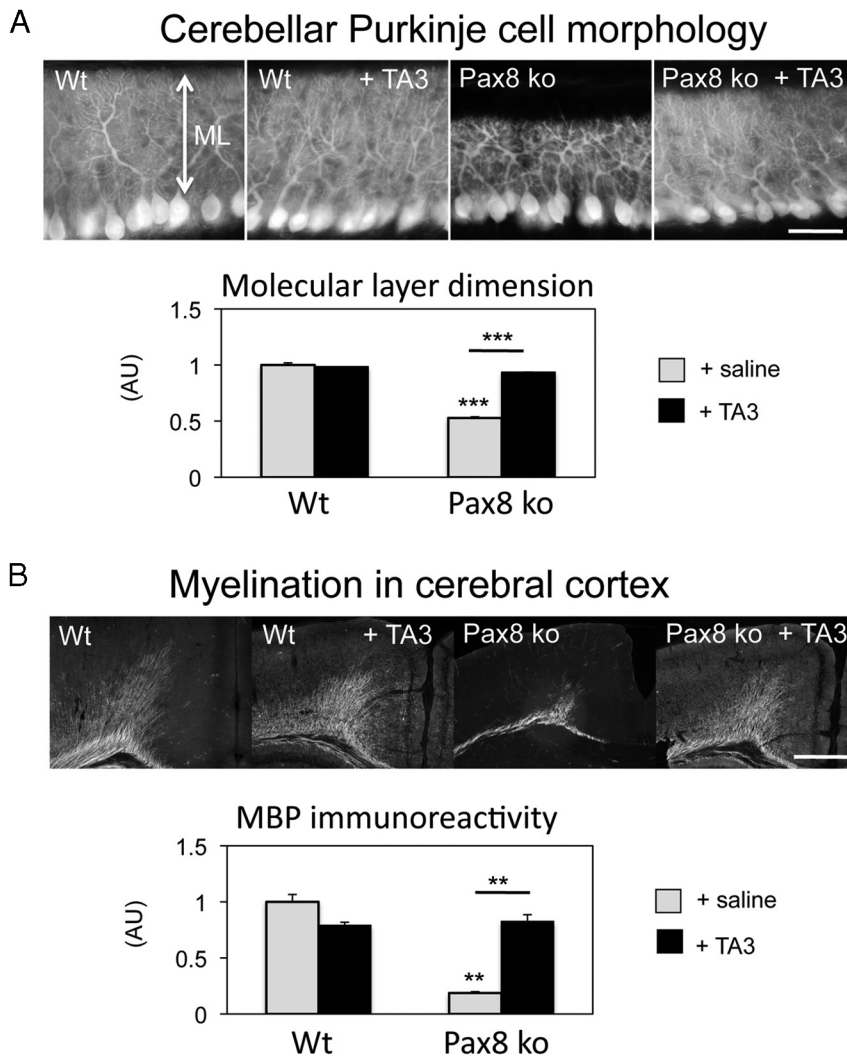 A
Cerebellar Purkinje cell morphology
Wt
Wt + TA3
Pax8 ko
Pax8 ko + TA3
ML
Molecular layer dimension
1.5
1
0.5
0
(AU)
***
***
+ saline
+ TA3
Wt
Pax8 ko
B
Myelination in cerebral cortex
Wt
Wt + TA3
Pax8 ko
Pax8 ko + TA3
MBP immunoreactivity
1.5
1
0.5
0
(AU)
**
**
+ saline
+ TA3
Wt
Pax8 ko